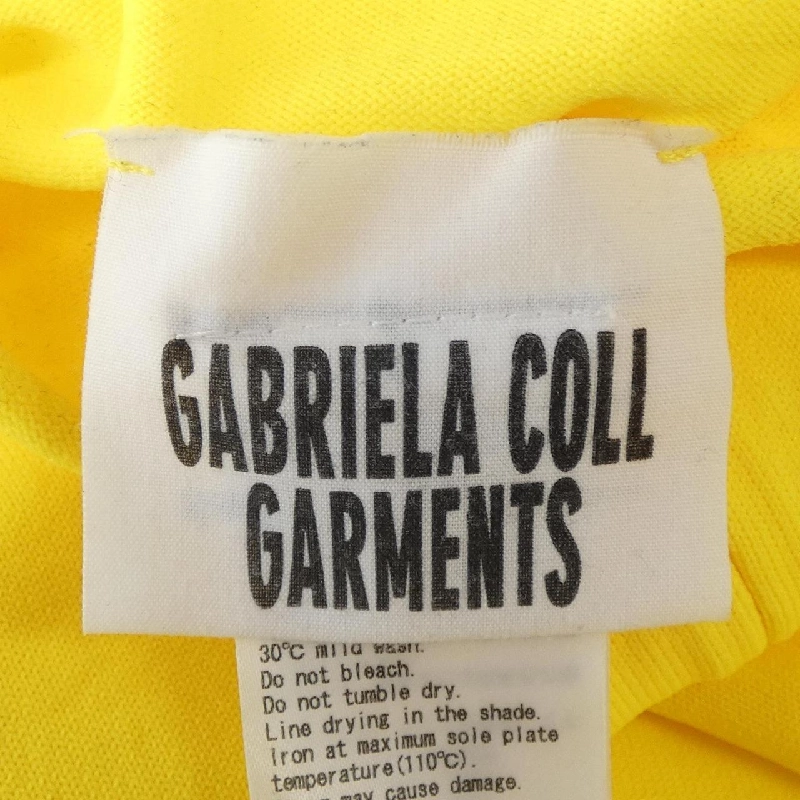 GABRIELA COLL
GARMENTS
30℃ mild wash.
Do not bleach.
Do not tumble dry.
Line drying in the shade.
Iron at maximum sole plate
temperature(110℃).
may cause damage.